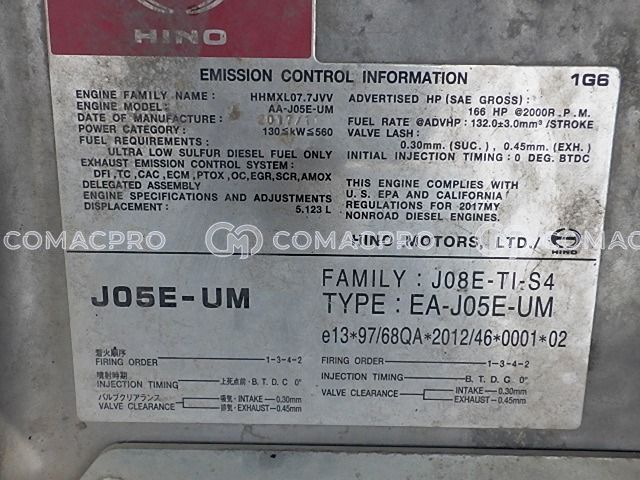 HINO
EMISSION CONTROL INFORMATION 1G6
ENGINE FAMILY NAME : HHMXL07.7JVV
ENGINE MODEL : AA-J05E-UM
DATE OF MANUFACTURE : 2017/
POWER CATEGORY : 130≤kW≤560
FUEL REQUIREMENTS :
ULTRA LOW SULFUR DIESEL FUEL ONLY
EXHAUST EMISSION CONTROL SYSTEM :
DFI,TC,CAC,ECM,PTOX,OC,EGR,SCR,AMOX
DELEGATED ASSEMBLY
ENGINE SPECIFICATIONS AND ADJUSTMENTS
DISPLACEMENT : 5.123 L
ADVERTISED HP (SAE GROSS) :
166 HP @2000R.P.M.
FUEL RATE @ADVHP : 132.0±3.0mm³/STROKE
VALVE LASH :
0.30mm (SUC.), 0.45mm (EXH.)
INITIAL INJECTION TIMING : 0 DEG. BTDC
THIS ENGINE COMPLIES WITH
U.S. EPA AND CALIFORNIA
REGULATIONS FOR 2017MY
NONROAD DIESEL ENGINES.
HINO MOTORS, LTD./ HINO
COMACPRO COMACPRO COMACPRO
J05E-UM
FAMILY : J08E-TI-S4
TYPE : EA-J05E-UM
e13*97/68QA*2012/46*0001*02
着火順序
FIRING ORDER 1-3-4-2
噴射時期
INJECTION TIMING 上死点前・B.T.D.C 0°
バルブクリアランス
VALVE CLEARANCE 吸気・INTAKE-0.30mm
排気・EXHAUST-0.45mm
FIRING ORDER 1-3-4-2
INJECTION TIMING B.T.D.C 0°
VALVE CLEARANCE INTAKE-0.30mm
EXHAUST-0.45mm